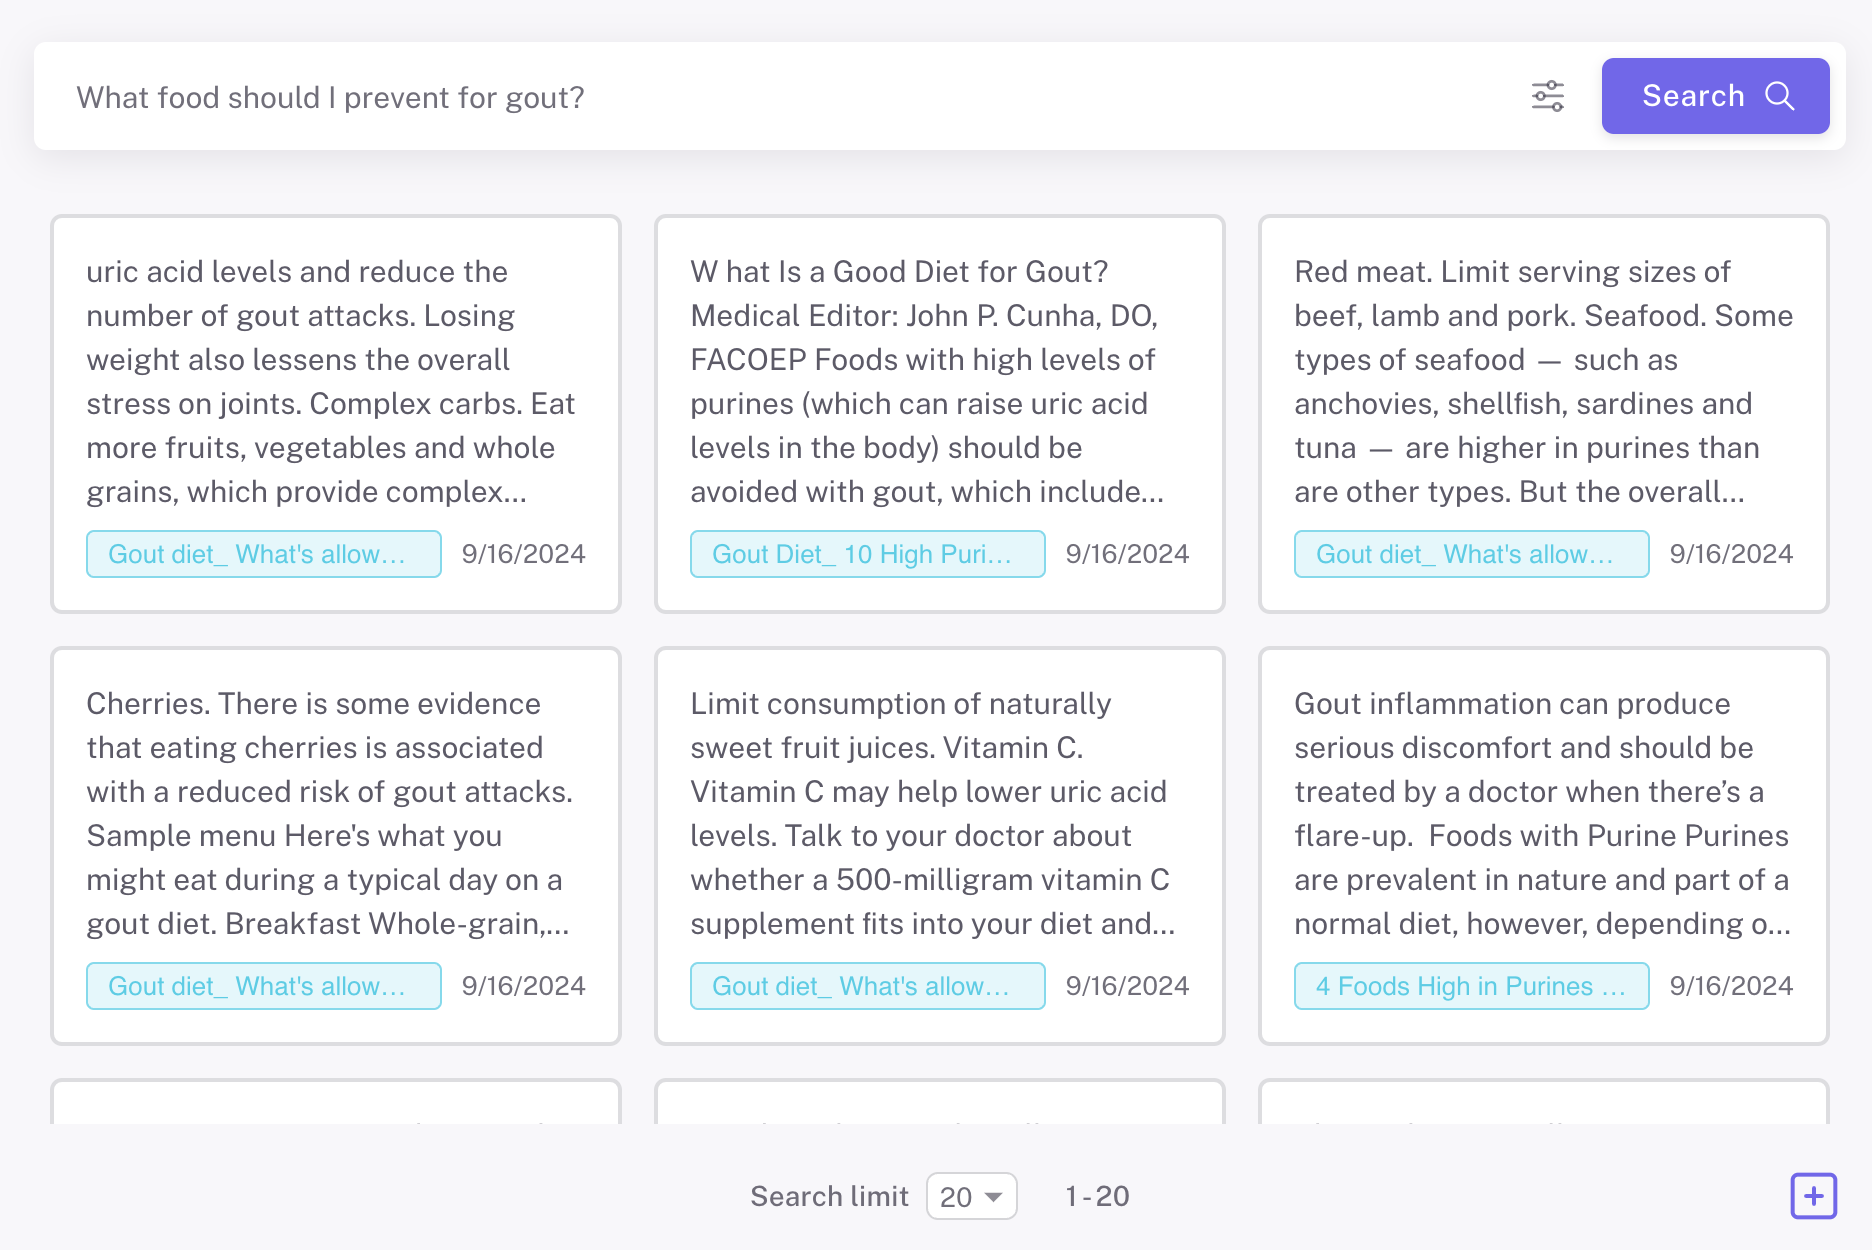 What food should I prevent for gout?
Search
uric acid levels and reduce the
number of gout attacks. Losing
weight also lessens the overall
stress on joints. Complex carbs. Eat
more fruits, vegetables and whole
grains, which provide complex...
Gout diet_ What's allow...
9/16/2024
W hat Is a Good Diet for Gout?
Medical Editor: John P. Cunha, DO,
FACOEP Foods with high levels of
purines (which can raise uric acid
levels in the body) should be
avoided with gout, which include...
Gout Diet_ 10 High Puri...
9/16/2024
Red meat. Limit serving sizes of
beef, lamb and pork. Seafood. Some
types of seafood — such as
anchovies, shellfish, sardines and
tuna — are higher in purines than
are other types. But the overall...
Gout diet_ What's allow...
9/16/2024
Cherries. There is some evidence
that eating cherries is associated
with a reduced risk of gout attacks.
Sample menu Here's what you
might eat during a typical day on a
gout diet. Breakfast Whole-grain,...
Gout diet_ What's allow...
9/16/2024
Limit consumption of naturally
sweet fruit juices. Vitamin C.
Vitamin C may help lower uric acid
levels. Talk to your doctor about
whether a 500-milligram vitamin C
supplement fits into your diet and...
Gout diet_ What's allow...
9/16/2024
Gout inflammation can produce
serious discomfort and should be
treated by a doctor when there’s a
flare-up.  Foods with Purine Purines
are prevalent in nature and part of a
normal diet, however, depending o...
4 Foods High in Purines ...
9/16/2024
Search limit
20
1 - 20